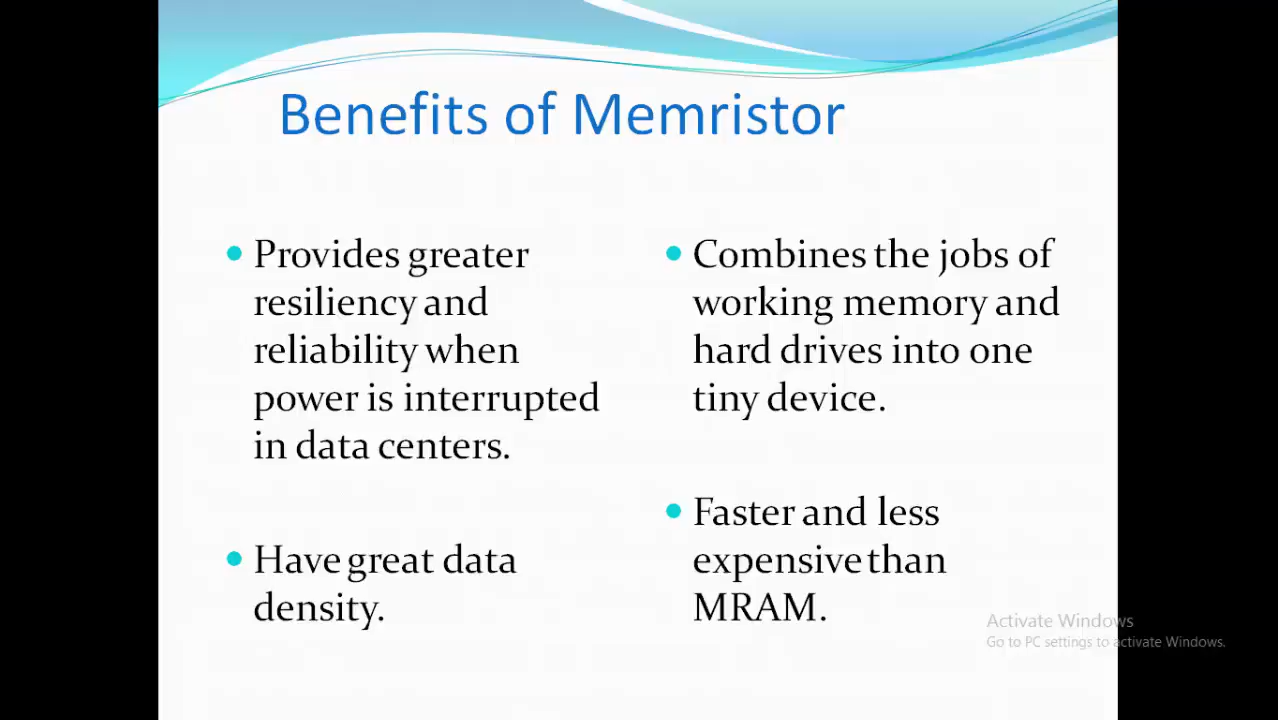 Benefits of Memristor
• Provides greater
resiliency and
reliability when
power is interrupted
in data centers.
• Have great data
density.
• Combines the jobs of
working memory and
hard drives into one
tiny device.
• Faster and less
expensive than
MRAM.
Activate Windows
Go to PC settings to activate Windows.